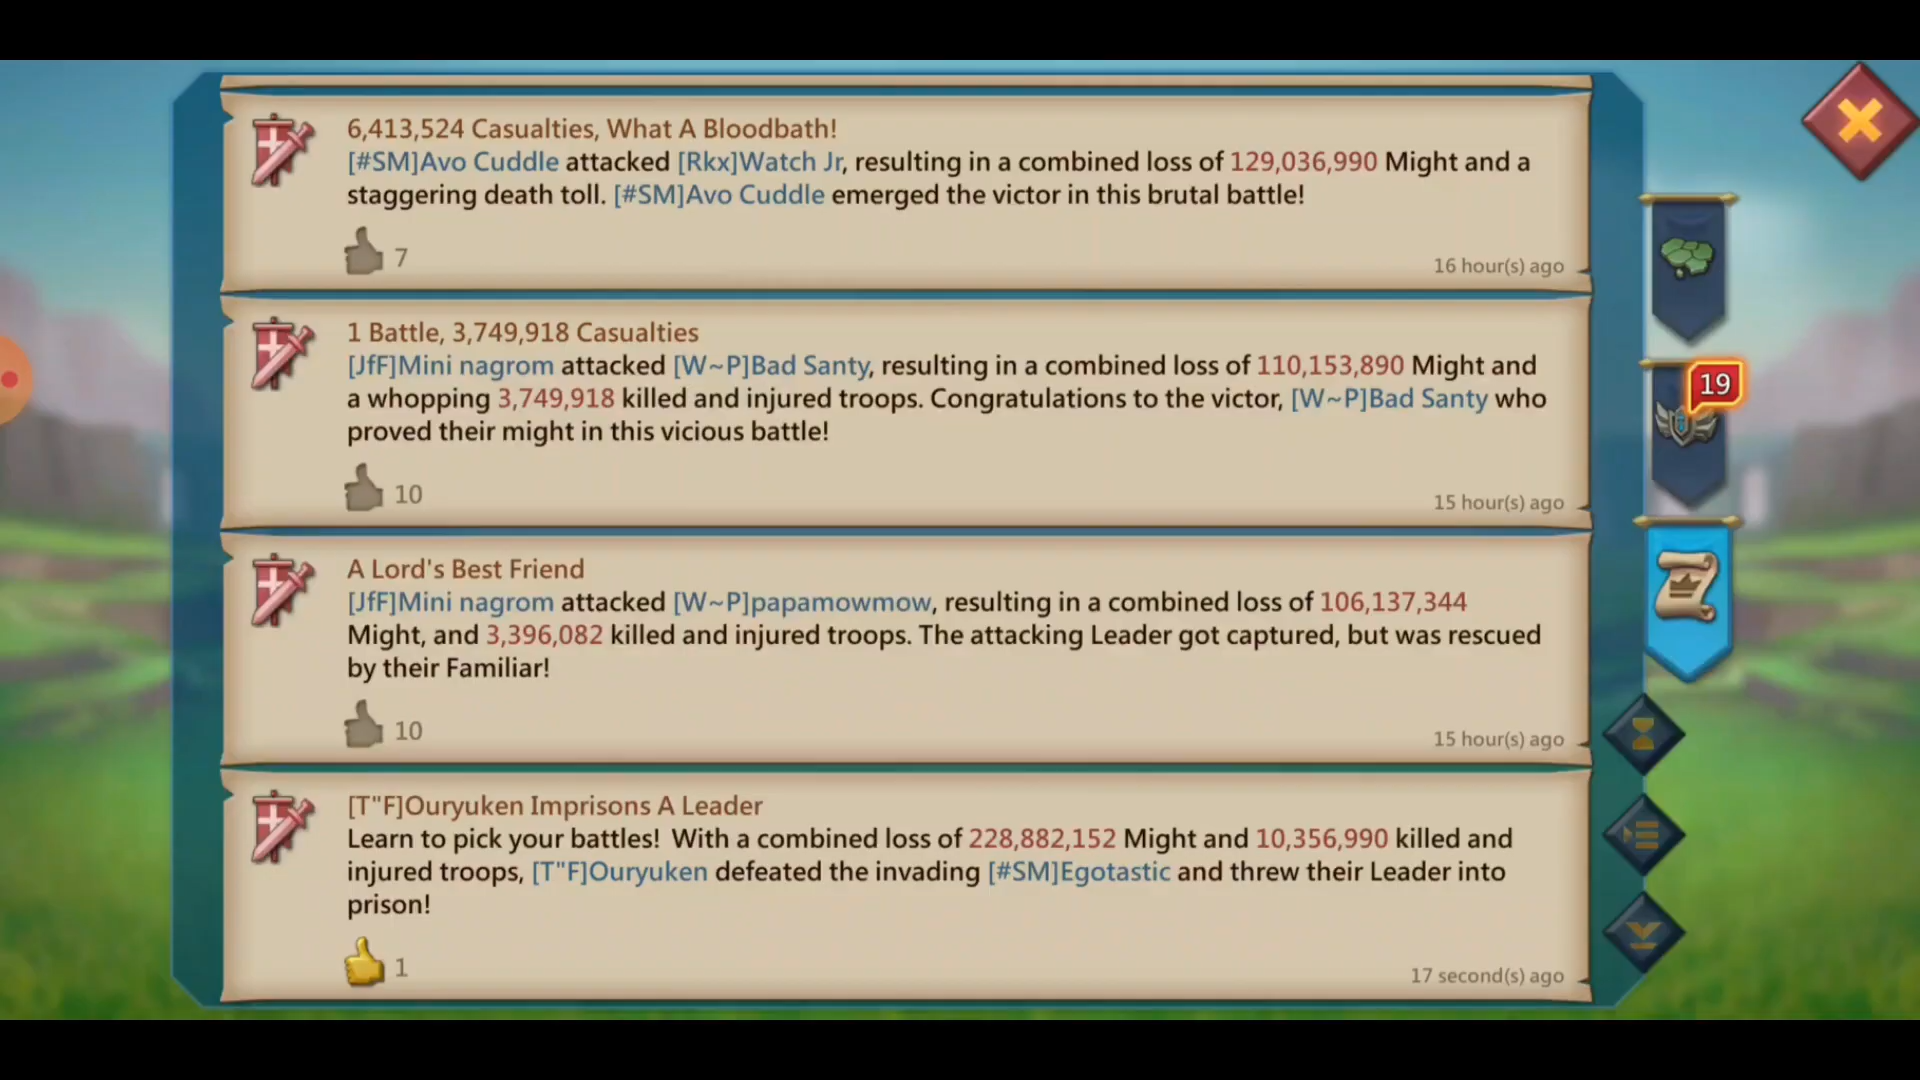 6,413,524 Casualties, What A Bloodbath!
[#SM]Avo Cuddle attacked [Rkx]Watch Jr, resulting in a combined loss of 129,036,990 Might and a
staggering death toll. [#SM]Avo Cuddle emerged the victor in this brutal battle!
7
16 hour(s) ago
1 Battle, 3,749,918 Casualties
[JfF]Mini nagrom attacked [W~P]Bad Santy, resulting in a combined loss of 110,153,890 Might and
a whopping 3,749,918 killed and injured troops. Congratulations to the victor, [W~P]Bad Santy who
proved their might in this vicious battle!
10
15 hour(s) ago
19
A Lord's Best Friend
[JfF]Mini nagrom attacked [W~P]papamowmow, resulting in a combined loss of 106,137,344
Might, and 3,396,082 killed and injured troops. The attacking Leader got captured, but was rescued
by their Familiar!
10
15 hour(s) ago
[T"F]Ouryuken Imprisons A Leader
Learn to pick your battles! With a combined loss of 228,882,152 Might and 10,356,990 killed and
injured troops, [T"F]Ouryuken defeated the invading [#SM]Egotastic and threw their Leader into
prison!
1
17 second(s) ago